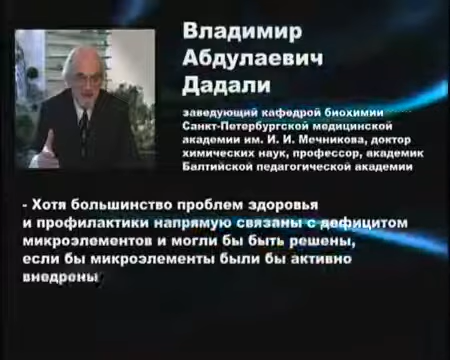 Владимир
Абдулаевич
Дадали
заведующий кафедрой биохимии
Санкт-Петербургской медицинской
академии им. И. И. Мечникова, доктор
химических наук, профессор, академик
Балтийской педагогической академии
- Хотя большинство проблем здоровья
и профилактики напрямую связаны с дефицитом
микроэлементов и могли бы быть решены,
если бы микроэлементы были бы активно
внедрены